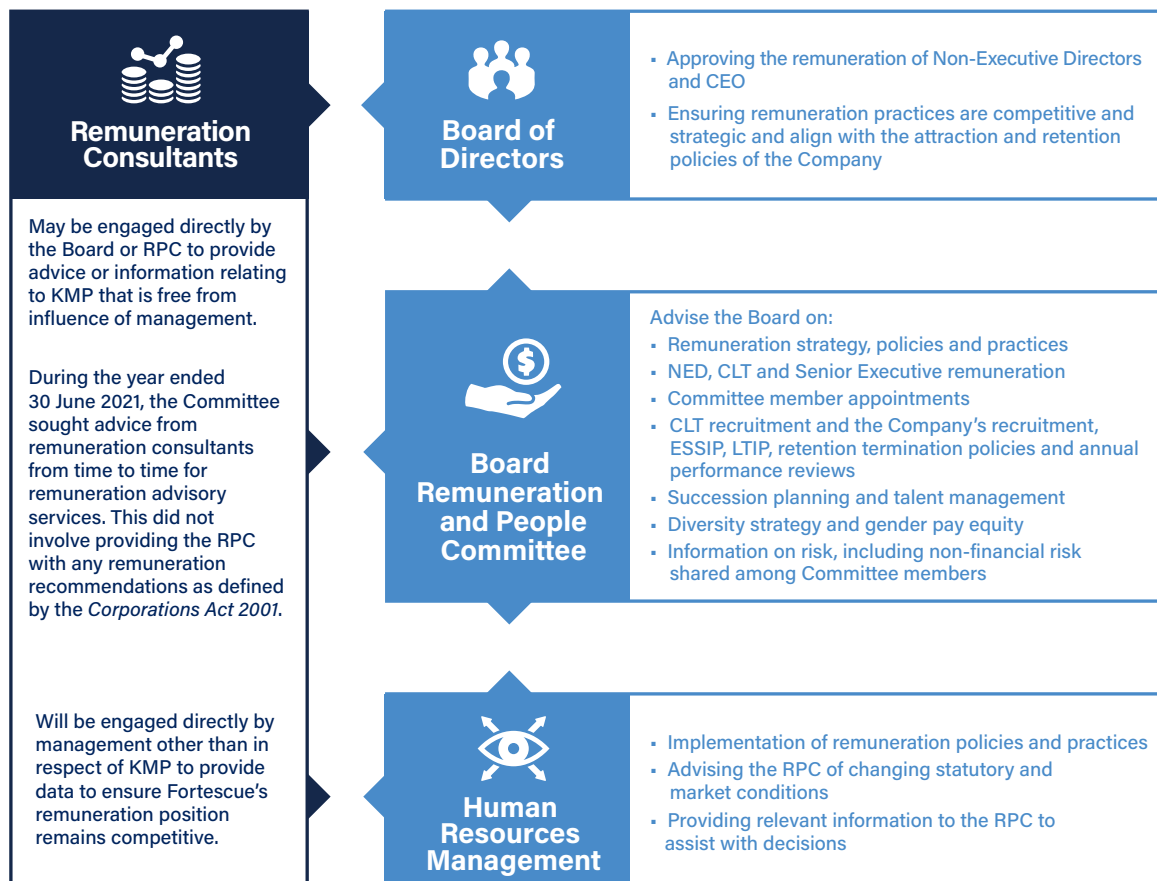 Remuneration
Consultants
May be engaged directly by
the Board or RPC to provide
advice or information relating
to KMP that is free from
influence of management.
During the year ended
30 June 2021, the Committee
sought advice from
remuneration consultants
from time to time for
remuneration advisory
services. This did not
involve providing the RPC
with any remuneration
recommendations as defined
by the Corporations Act 2001.
Will be engaged directly by
management other than in
respect of KMP to provide
data to ensure Fortescue’s
remuneration position
remains competitive.
Board of
Directors
▪ Approving the remuneration of Non-Executive Directors
and CEO
▪ Ensuring remuneration practices are competitive and
strategic and align with the attraction and retention
policies of the Company
$
Board
Remuneration
and People
Committee
Advise the Board on:
▪ Remuneration strategy, policies and practices
▪ NED, CLT and Senior Executive remuneration
▪ Committee member appointments
▪ CLT recruitment and the Company’s recruitment,
ESSIP, LTIP, retention termination policies and annual
performance reviews
▪ Succession planning and talent management
▪ Diversity strategy and gender pay equity
▪ Information on risk, including non-financial risk
shared among Committee members
Human
Resources
Management
▪ Implementation of remuneration policies and practices
▪ Advising the RPC of changing statutory and
market conditions
▪ Providing relevant information to the RPC to
assist with decisions